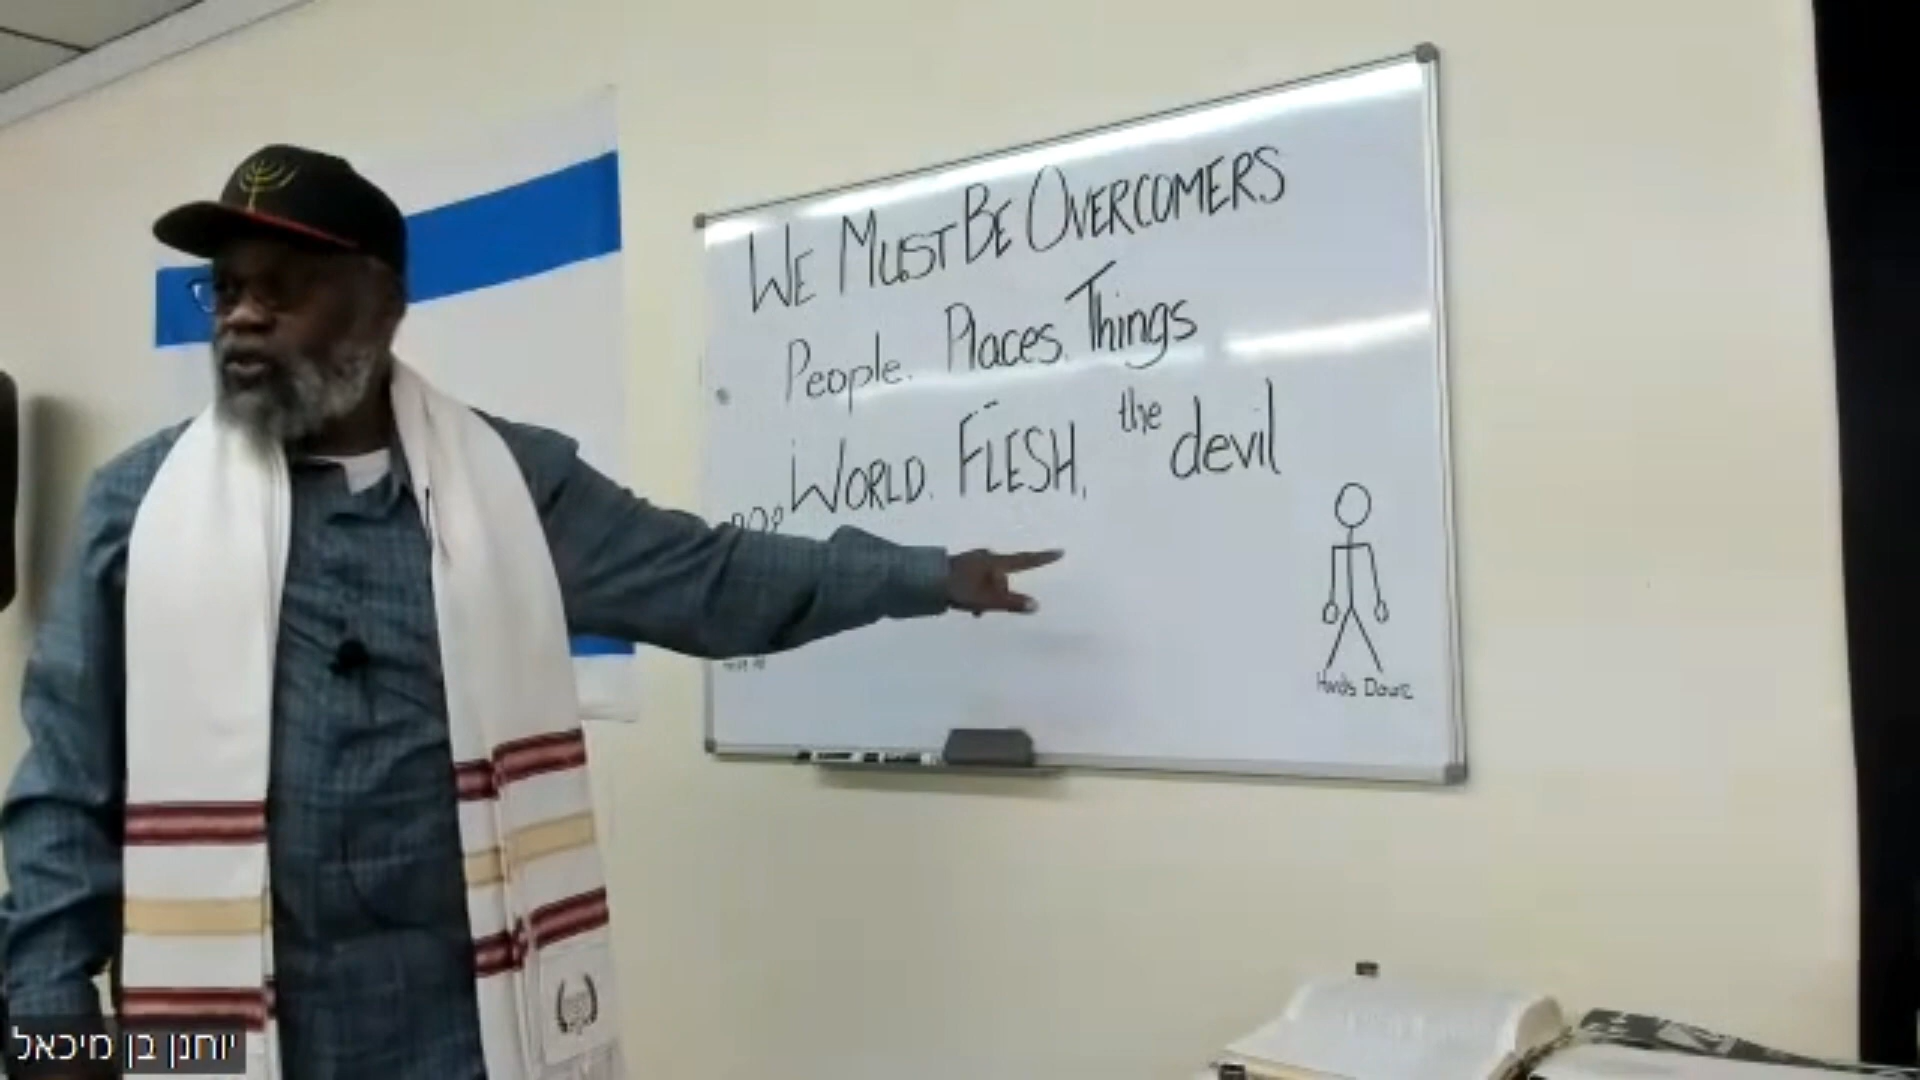 WE MUST BE OVERCOMERS
People. Places. Things
WORLD. FLESH, the devil
Hands Down
יוחנן בן מיכאל